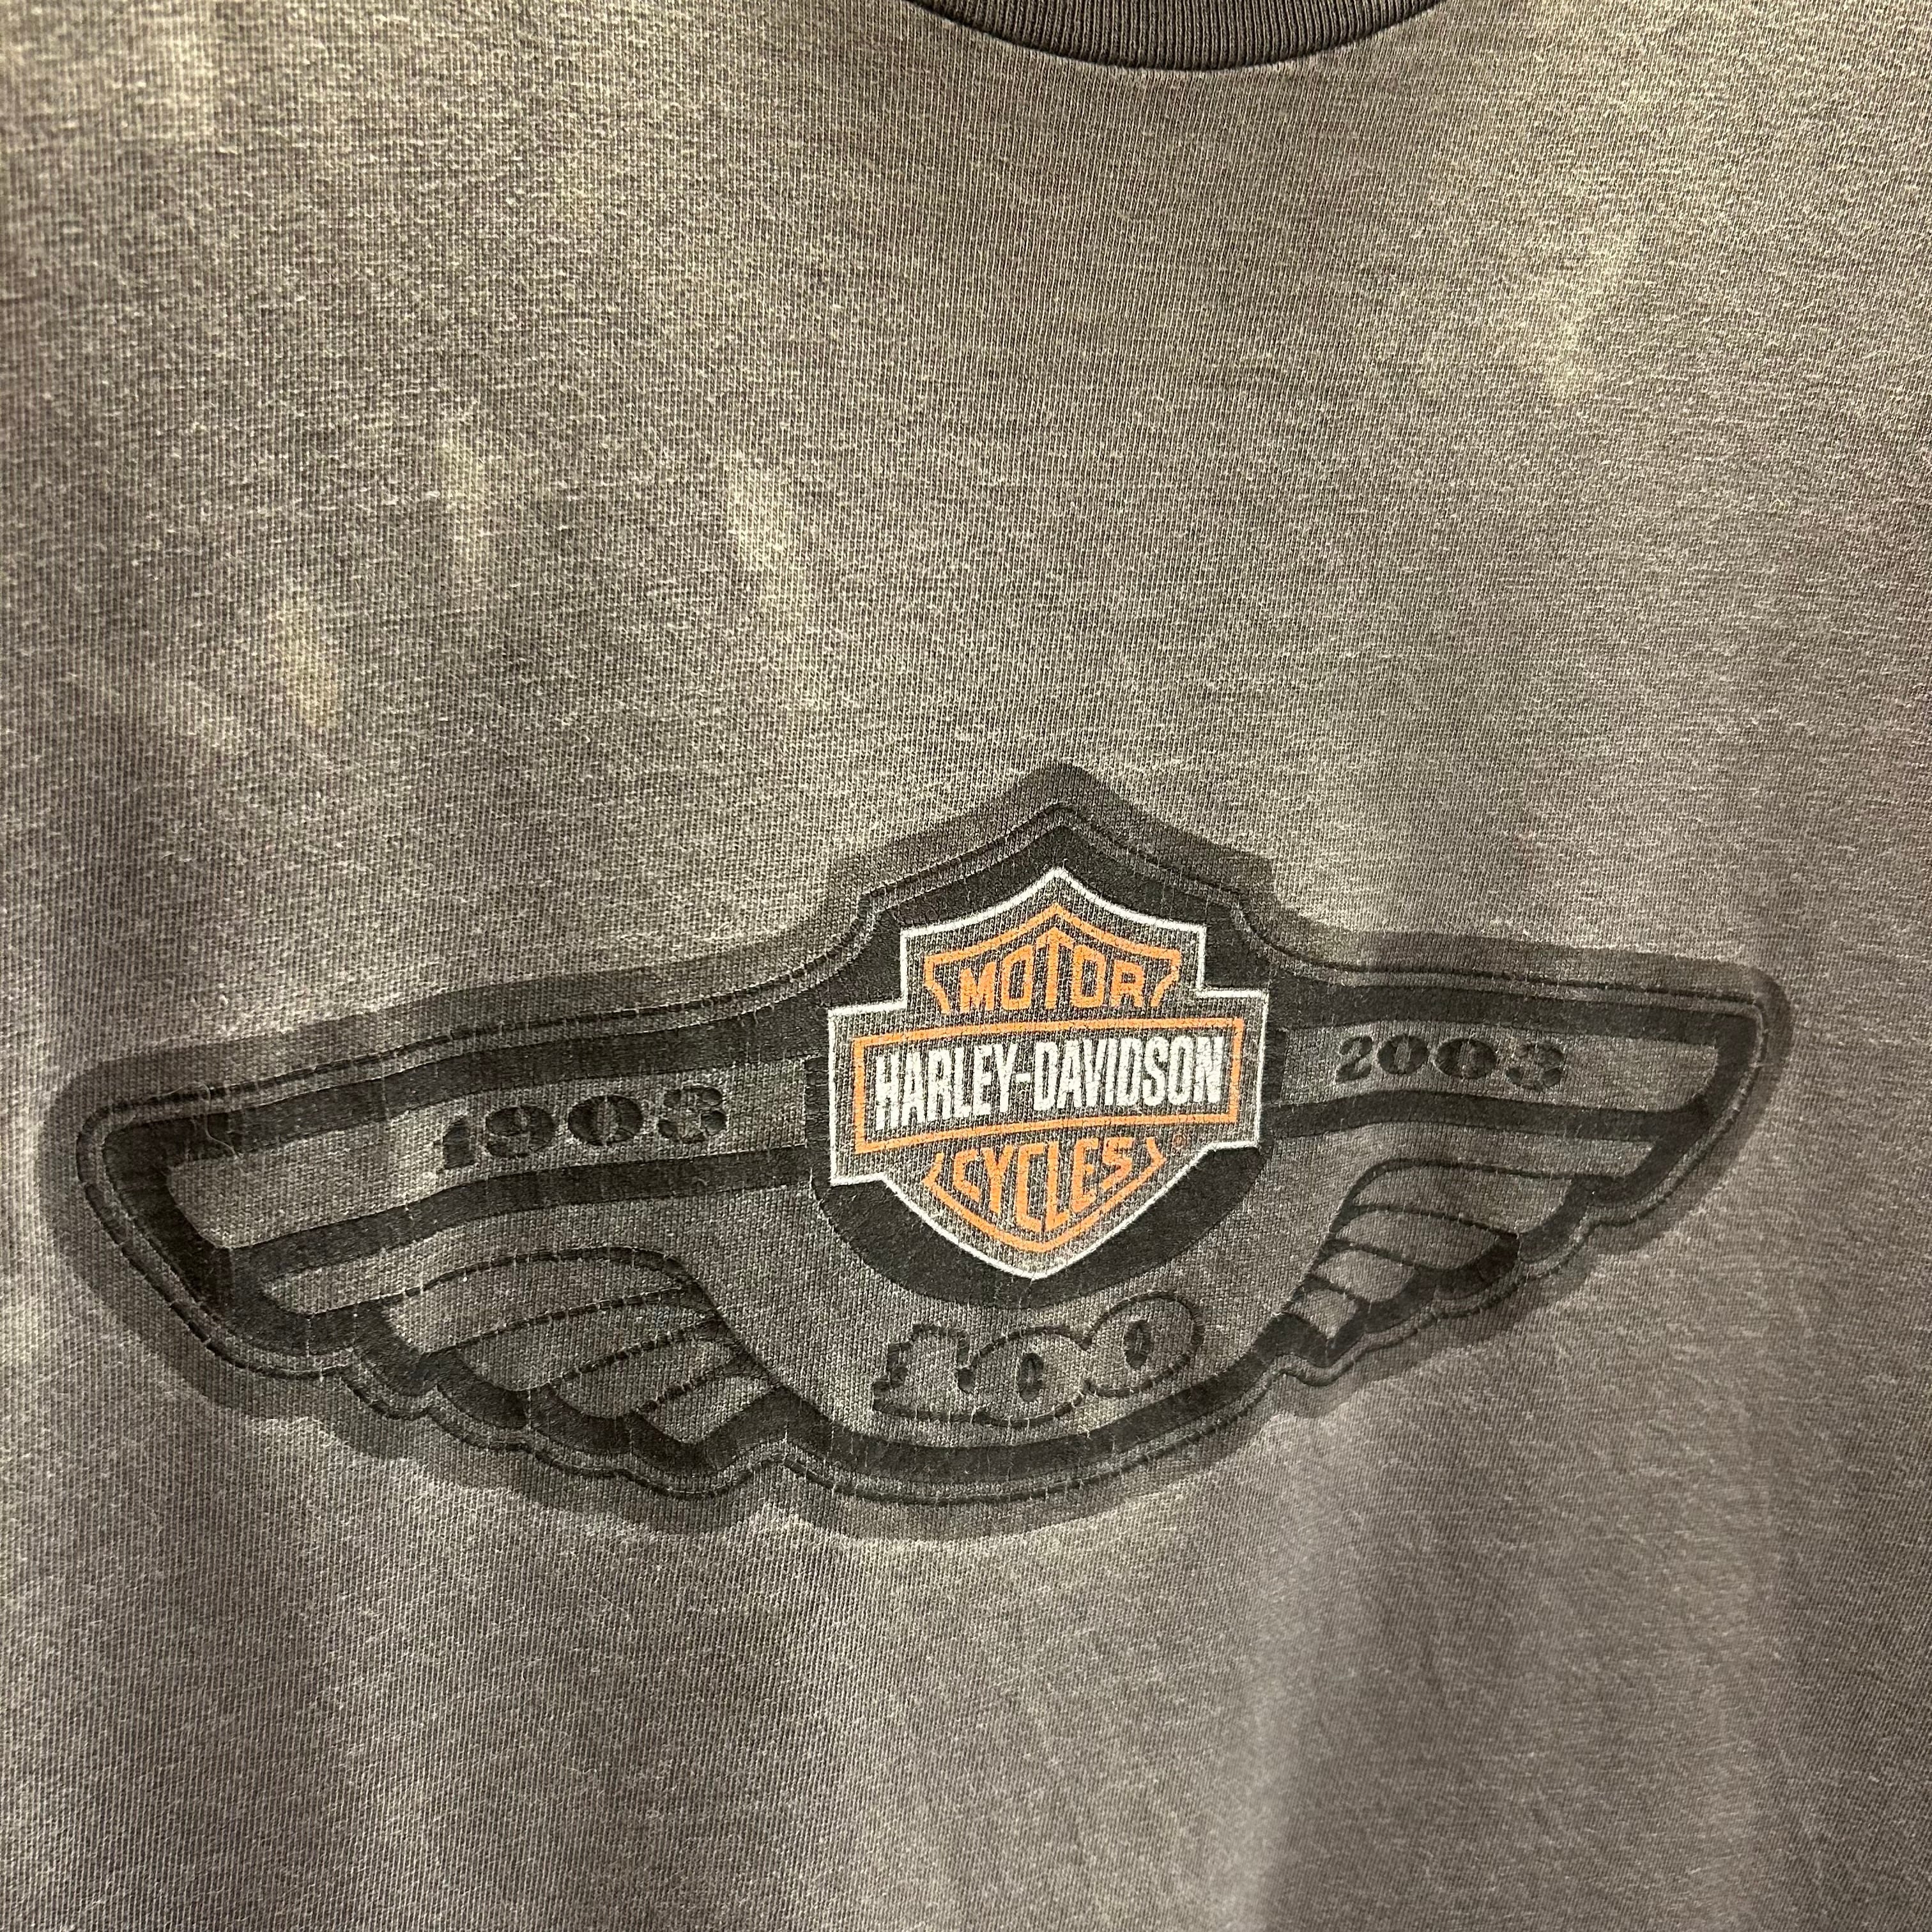 MOTOR
HARLEY-DAVIDSON
CYCLES ®
1903
2003
100